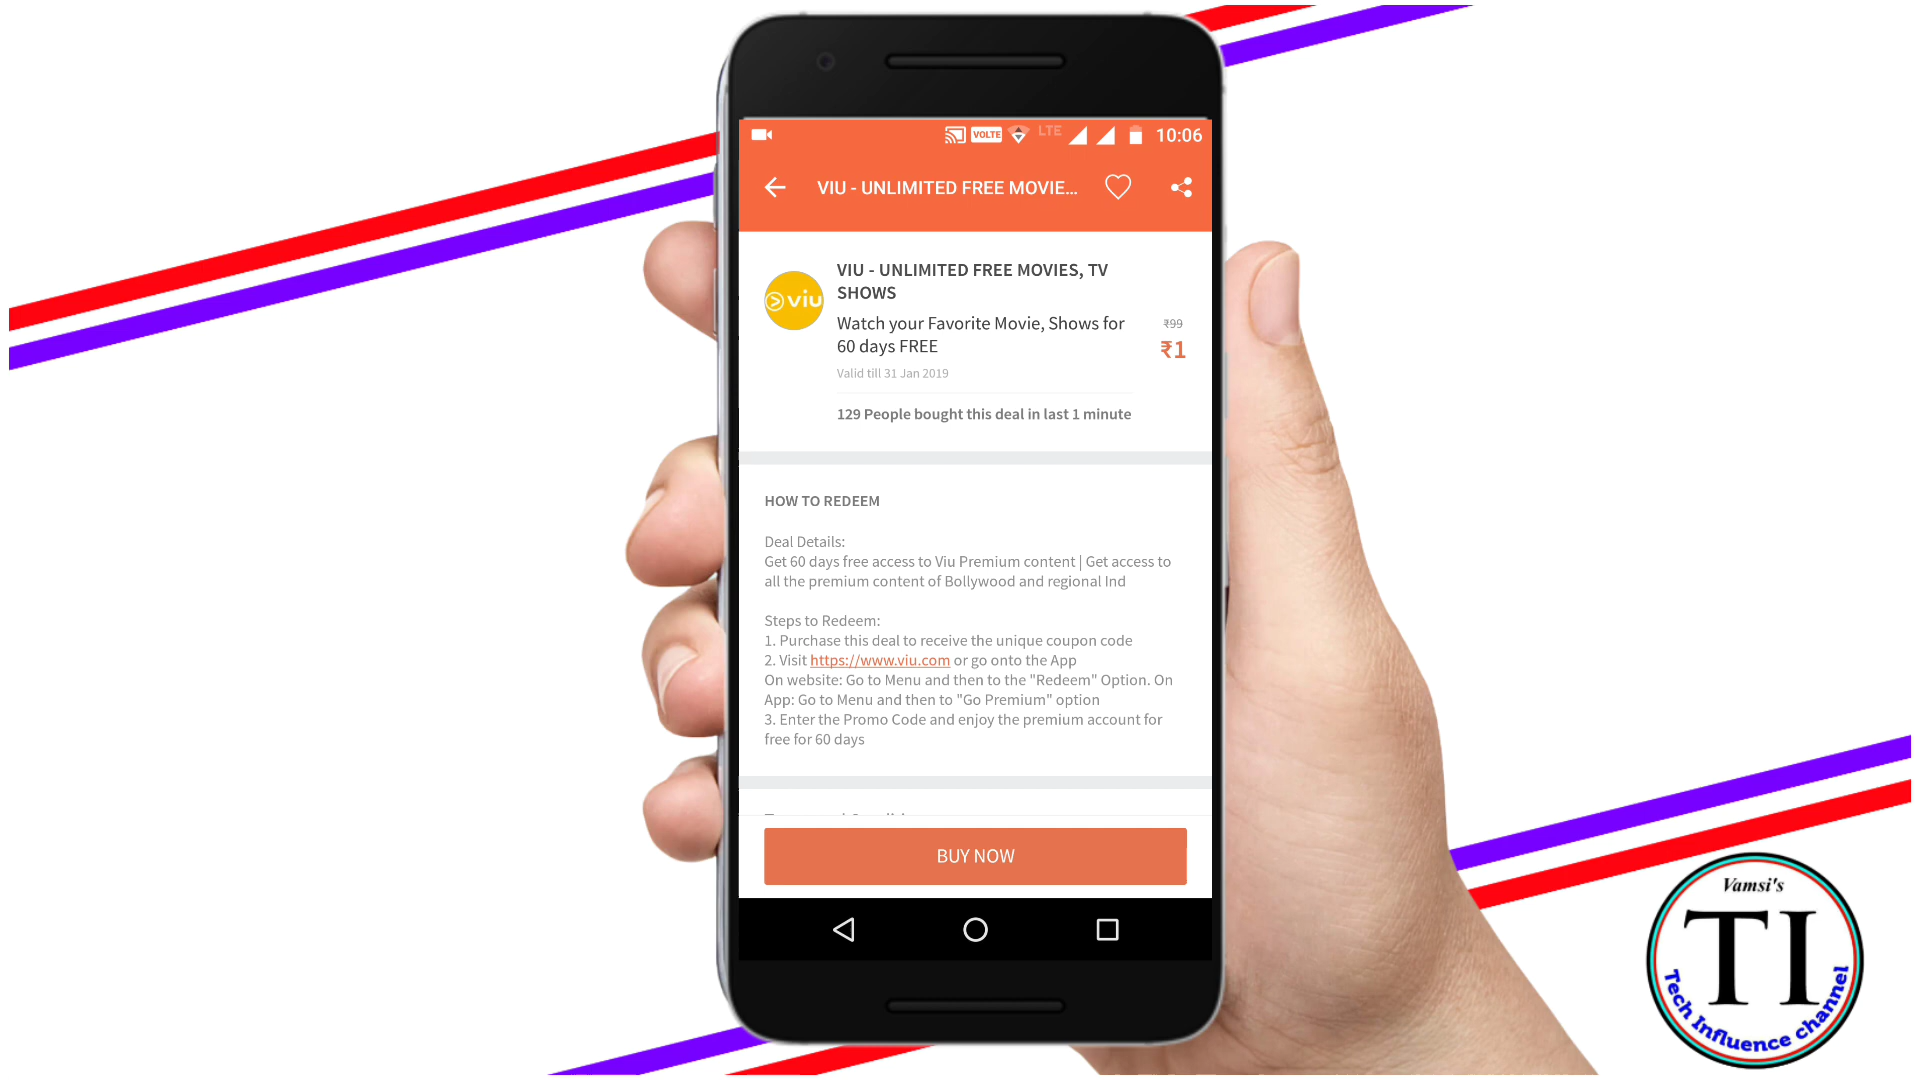 VOLTE LTE 10:06
VIU - UNLIMITED FREE MOVIE...
VIU - UNLIMITED FREE MOVIES, TV
SHOWS
viu
Watch your Favorite Movie, Shows for
60 days FREE
₹99
₹1
Valid till 31 Jan 2019
129 People bought this deal in last 1 minute
HOW TO REDEEM
Deal Details:
Get 60 days free access to Viu Premium content | Get access to
all the premium content of Bollywood and regional Ind
Steps to Redeem:
1. Purchase this deal to receive the unique coupon code
2. Visit https://www.viu.com or go onto the App
On website: Go to Menu and then to the "Redeem" Option. On
App: Go to Menu and then to "Go Premium" option
3. Enter the Promo Code and enjoy the premium account for
free for 60 days
BUY NOW
Vamsi's
TI
Tech Influence channel